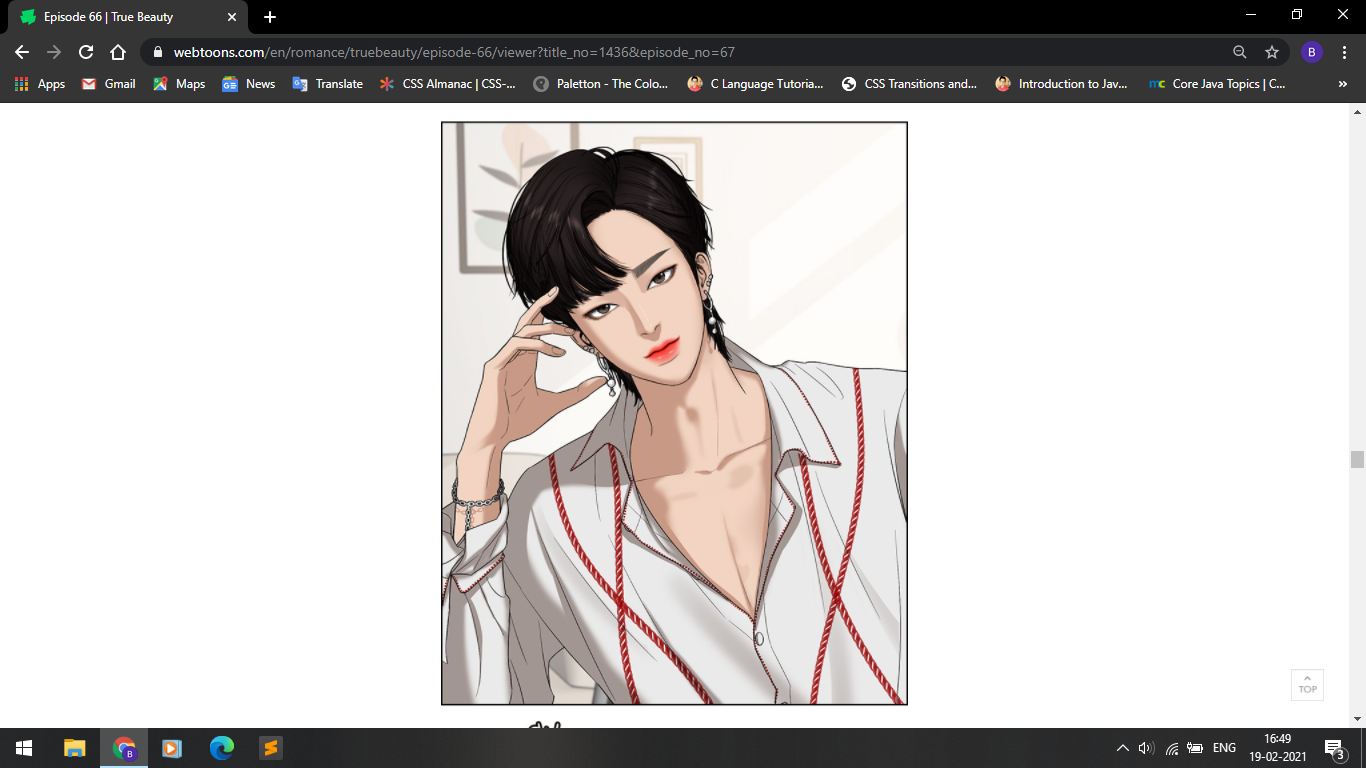 Episode 66 | True Beauty
webtoons.com/en/romance/truebeauty/episode-66/viewer?title_no=1436&episode_no=67
B
Apps Gmail Maps News Translate CSS Almanac | CSS-... Paletton - The Colo... C Language Tutoria... CSS Transitions and... Introduction to Jav... Core Java Topics | C...
TOP
ENG
16:49
19-02-2021
3